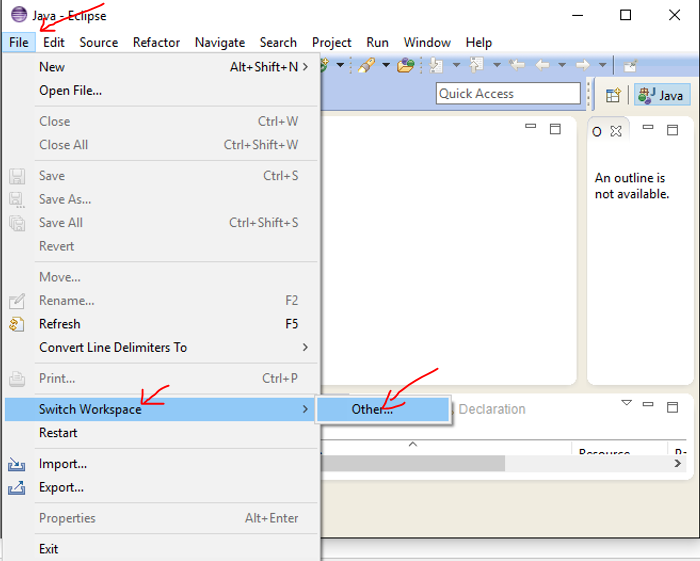 Java - Eclipse
File Edit Source Refactor Navigate Search Project Run Window Help
New Alt+Shift+N
Open File...
Quick Access
Java
Close Ctrl+W
Close All Ctrl+Shift+W
O
Save Ctrl+S
An outline is
not available.
Save As...
Save All Ctrl+Shift+S
Revert
Move...
Rename... F2
Refresh F5
Convert Line Delimiters To
Print... Ctrl+P
Switch Workspace
Other...
Declaration
Restart
Resource
Import...
Export...
Properties Alt+Enter
Exit